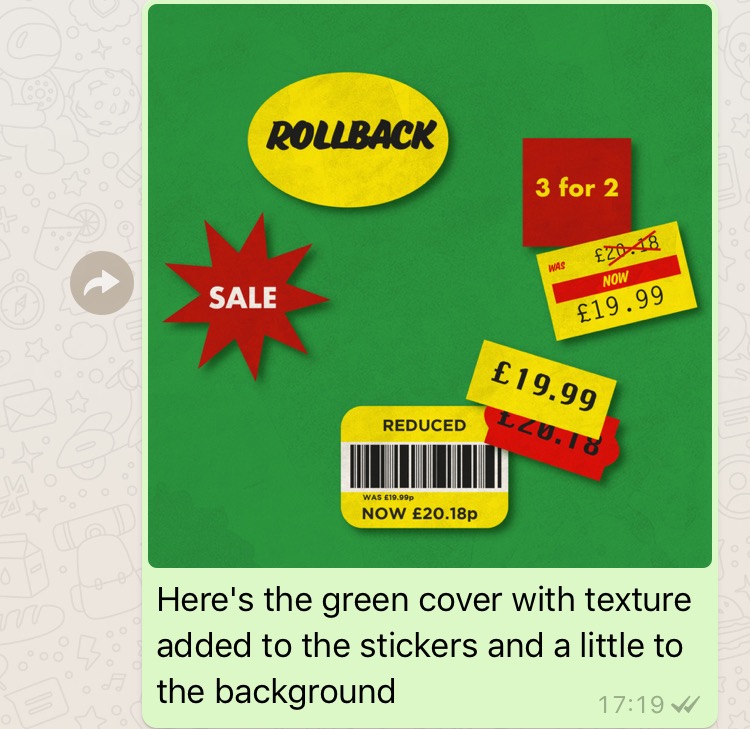 ROLLBACK
3 for 2
£20.18
WAS
NOW
£19.99
SALE
£19.99
£20.18
REDUCED
WAS £19.99p
NOW £20.18p
Here's the green cover with texture
added to the stickers and a little to
the background
17:19